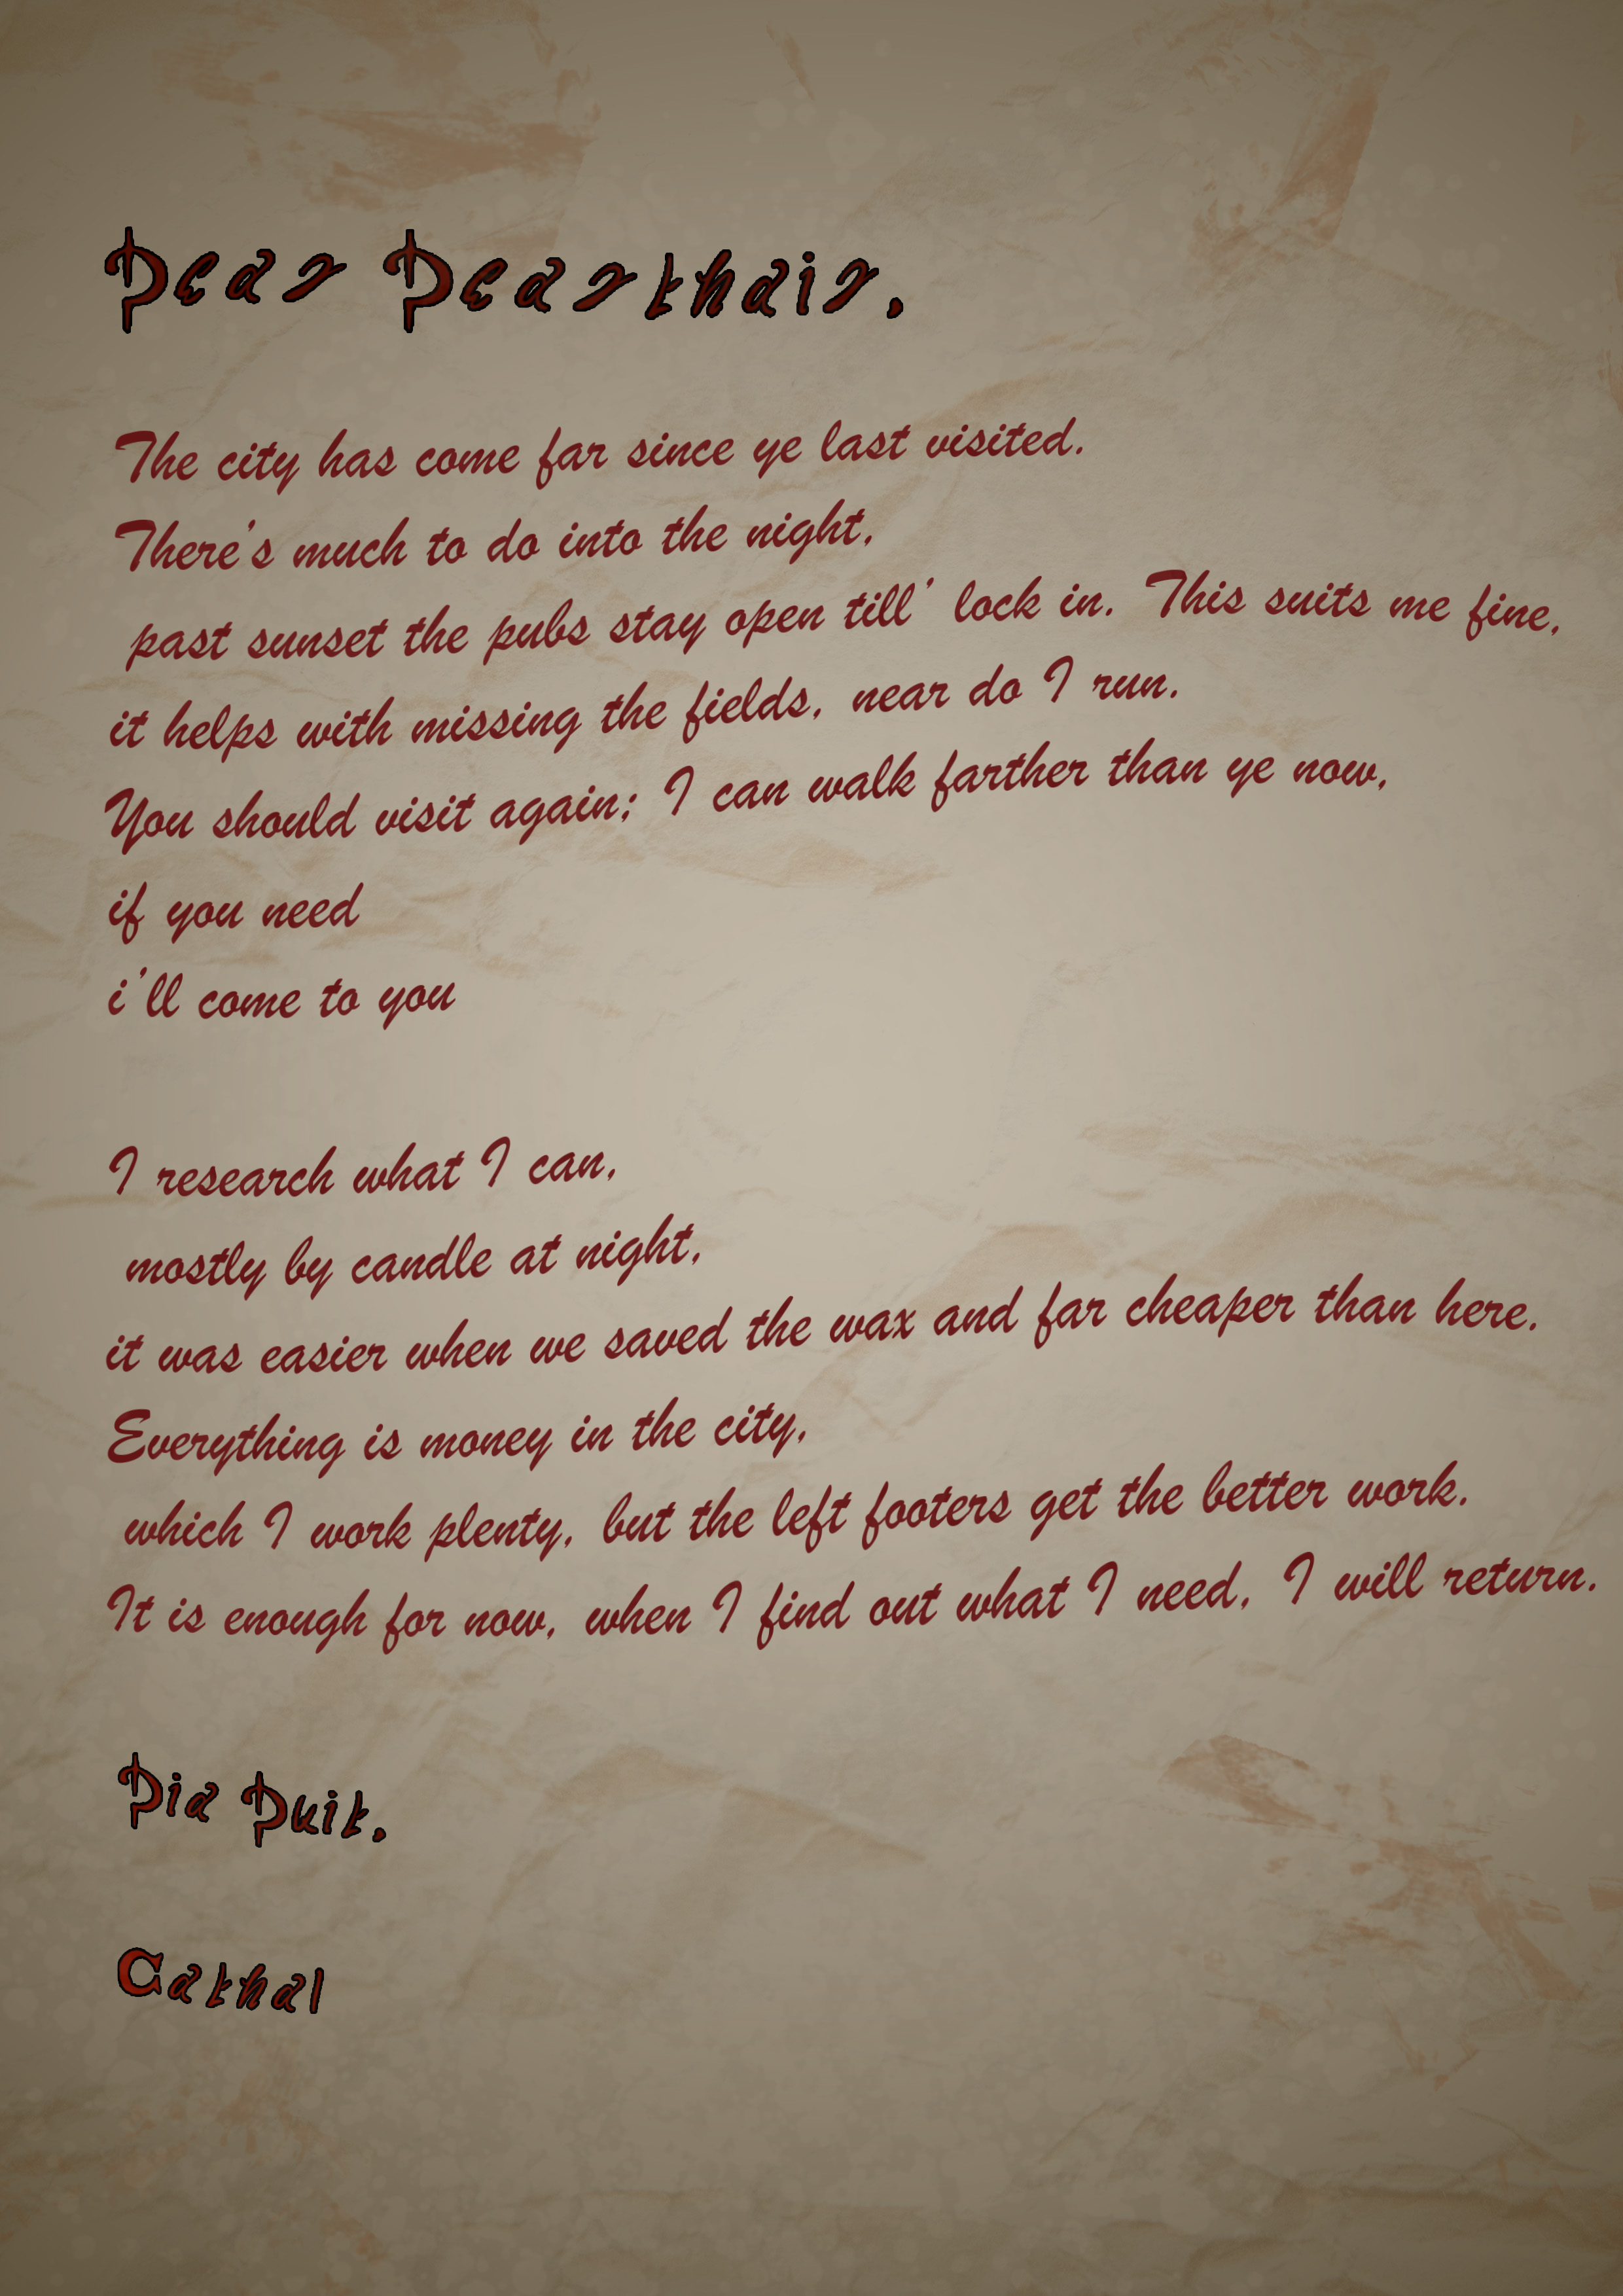 Dear Dearthair,
The city has come far since ye last visited.
There's much to do into the night,
past sunset the pubs stay open till' lock in. This suits me fine,
it helps with missing the fields, near do I run.
You should visit again; I can walk farther than ye now,
if you need
i'll come to you
I research what I can,
mostly by candle at night,
it was easier when we saved the wax and far cheaper than here.
Everything is money in the city,
which I work plenty, but the left footers get the better work.
It is enough for now, when I find out what I need, I will return.
Dia Duit,
Cathal